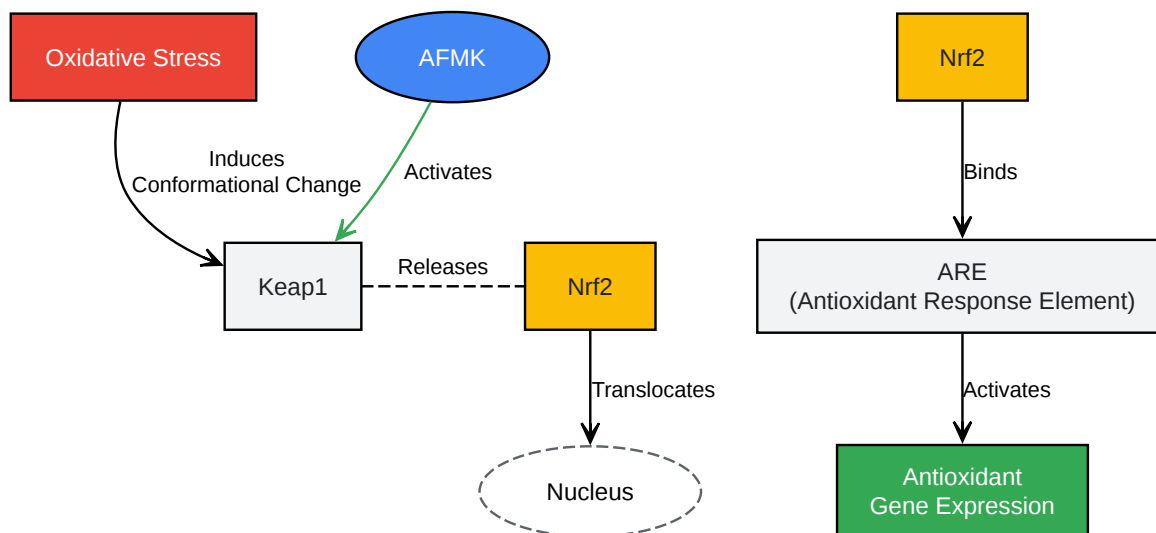 Oxidative Stress
AFMK
Nrf2
Induces
Conformational Change
Activates
Binds
Keap1
Releases
Nrf2
ARE
(Antioxidant Response Element)
Translocates
Activates
Nucleus
Antioxidant
Gene Expression